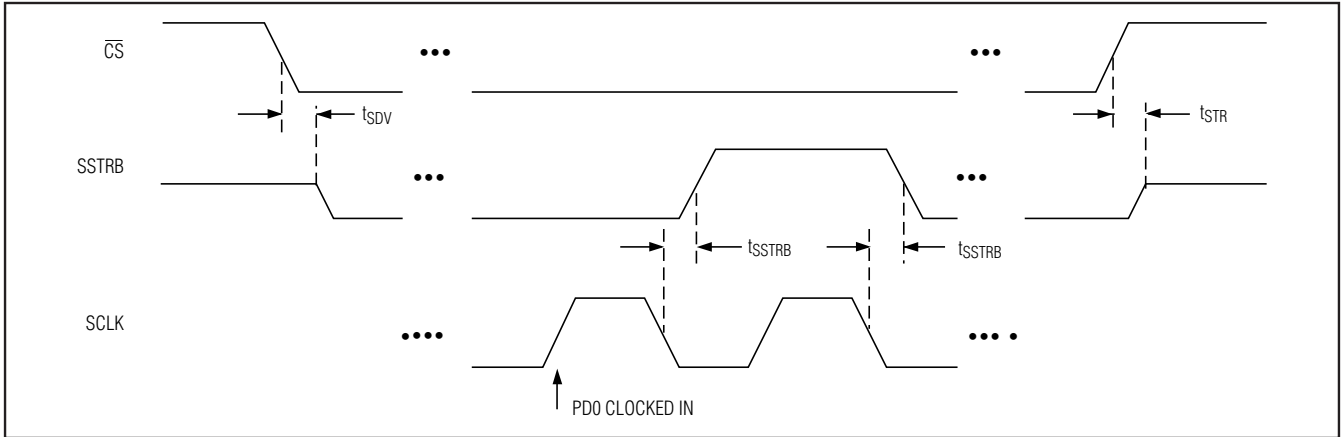 CS
tSDV
tSTR
SSTRB
tSSTRB
tSSTRB
SCLK
PD0 CLOCKED IN